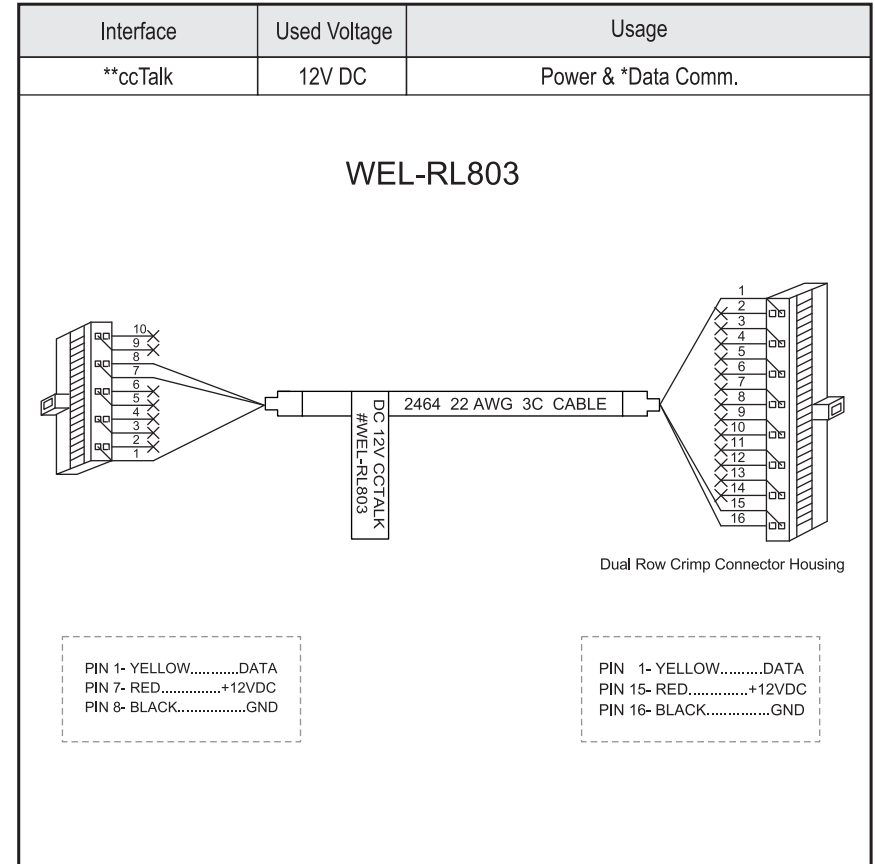 Interface Used Voltage Usage
**ccTalk 12V DC Power & *Data Comm.
WEL-RL803
10
9
8
7
6
5
4
3
2
1
DC 12V CCTALK
#WEL-RL803
2464 22 AWG 3C CABLE
1
2
3
4
5
6
7
8
9
10
11
12
13
14
15
16
Dual Row Crimp Connector Housing
PIN 1- YELLOW..........DATA
PIN 7- RED.............+12VDC
PIN 8- BLACK...............GND
PIN 1- YELLOW.........DATA
PIN 15- RED.............+12VDC
PIN 16- BLACK..............GND